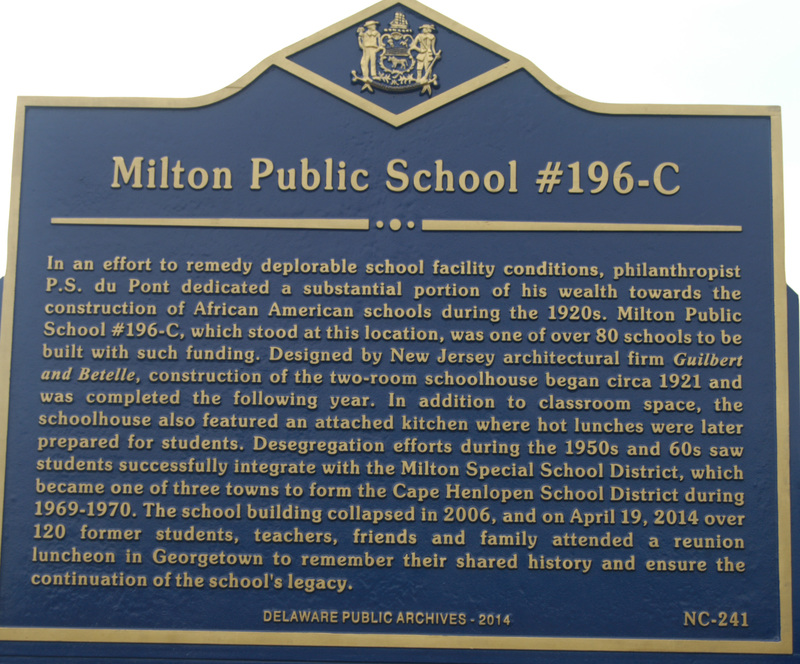 Milton Public School #196-C
In an effort to remedy deplorable school facility conditions, philanthropist
P.S. du Pont dedicated a substantial portion of his wealth towards the
construction of African American schools during the 1920s. Milton Public
School #196-C, which stood at this location, was one of over 80 schools to be
built with such funding. Designed by New Jersey architectural firm Guilbert
and Betelle, construction of the two-room schoolhouse began circa 1921 and
was completed the following year. In addition to classroom space, the
schoolhouse also featured an attached kitchen where hot lunches were later
prepared for students. Desegregation efforts during the 1950s and 60s saw
students successfully integrate with the Milton Special School District, which
became one of three towns to form the Cape Henlopen School District during
1969-1970. The school building collapsed in 2006, and on April 19, 2014 over
120 former students, teachers, friends and family attended a reunion
luncheon in Georgetown to remember their shared history and ensure the
continuation of the school's legacy.
DELAWARE PUBLIC ARCHIVES - 2014
NC-241